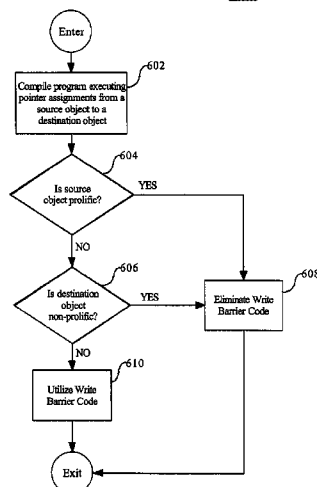 Enter
602
Compile program executing
pointer assignments from a
source object to a
destination object
604
Is source
object prolific?
YES
NO
606
Is destination
object
non-prolific?
YES
608
Eliminate Write
Barrier Code
NO
610
Utilize Write
Barrier Code
Exit